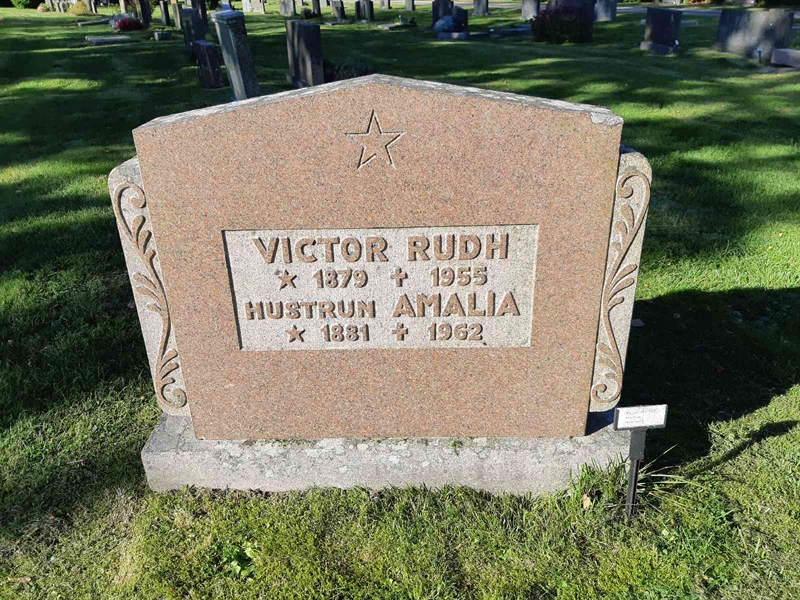 VICTOR RUDH
★ 1879 ✝ 1955
HUSTRUN AMALIA
★ 1881 ✝ 1962